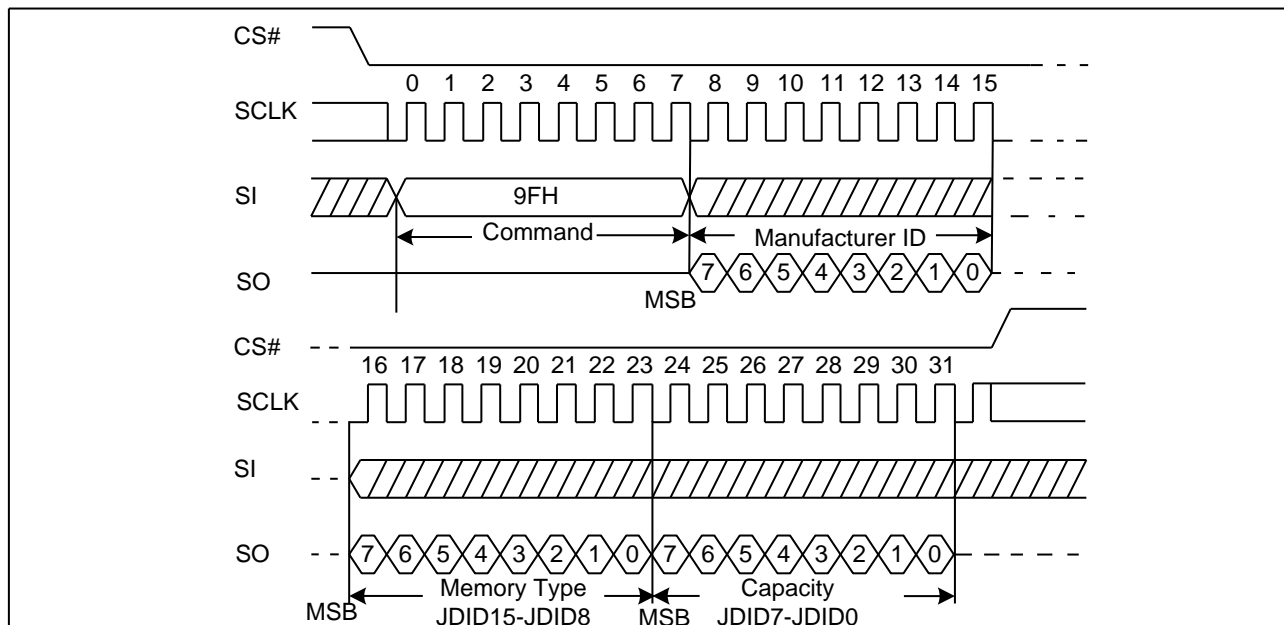 CS#
0 1 2 3 4 5 6 7 8 9 10 11 12 13 14 15
SCLK
SI 9FH
Command Manufacturer ID
SO 7 6 5 4 3 2 1 0
MSB
CS#
16 17 18 19 20 21 22 23 24 25 26 27 28 29 30 31
SCLK
SI
SO 7 6 5 4 3 2 1 0 7 6 5 4 3 2 1 0
Memory Type Capacity
MSB JDID15-JDID8 MSB JDID7-JDID0